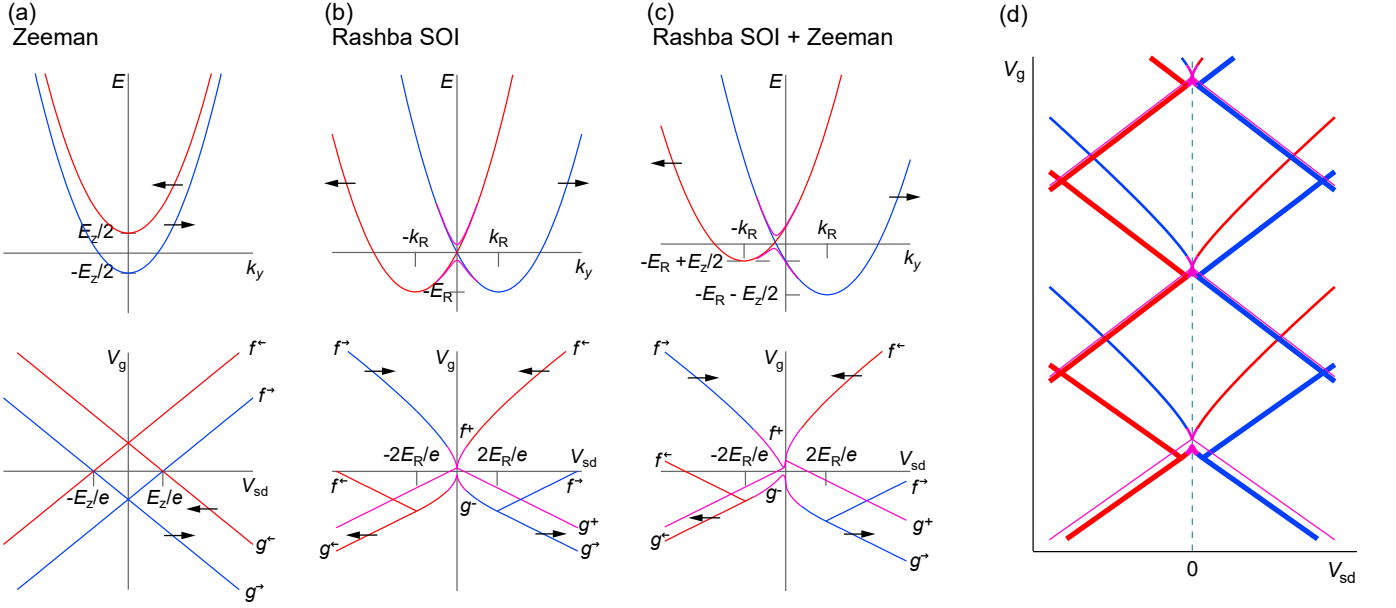 (a)
Zeeman
E
E_z/2
-E_z/2
k_y
V_g
f←
f→
-E_z/e
E_z/e
V_sd
g←
g→
(b)
Rashba SOI
E
-k_R
k_R
k_y
-E_R
f→
V_g
f←
f+
-2E_R/e
2E_R/e
V_sd
f←
f→
g-
g+
g←
g→
(c)
Rashba SOI + Zeeman
E
-k_R
k_R
k_y
-E_R +E_z/2
-E_R - E_z/2
f→
V_g
f←
f+
-2E_R/e
2E_R/e
V_sd
f←
f→
g-
g+
g←
g→
(d)
V_g
0
V_sd